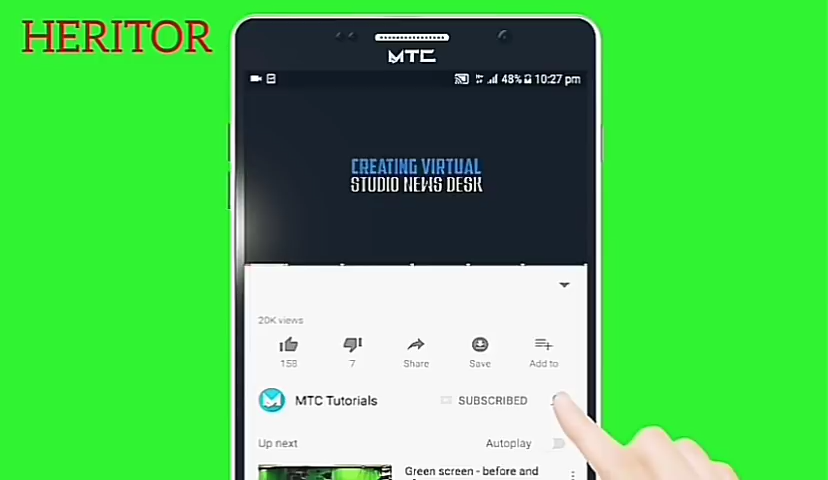 HERITOR
MTC
48% 10:27 pm
CREATING VIRTUAL
STUDIO NEWS DESK
20K views
158
7
Share
Save
Add to
MTC Tutorials
SUBSCRIBED
Up next
Autoplay
Green screen - before and